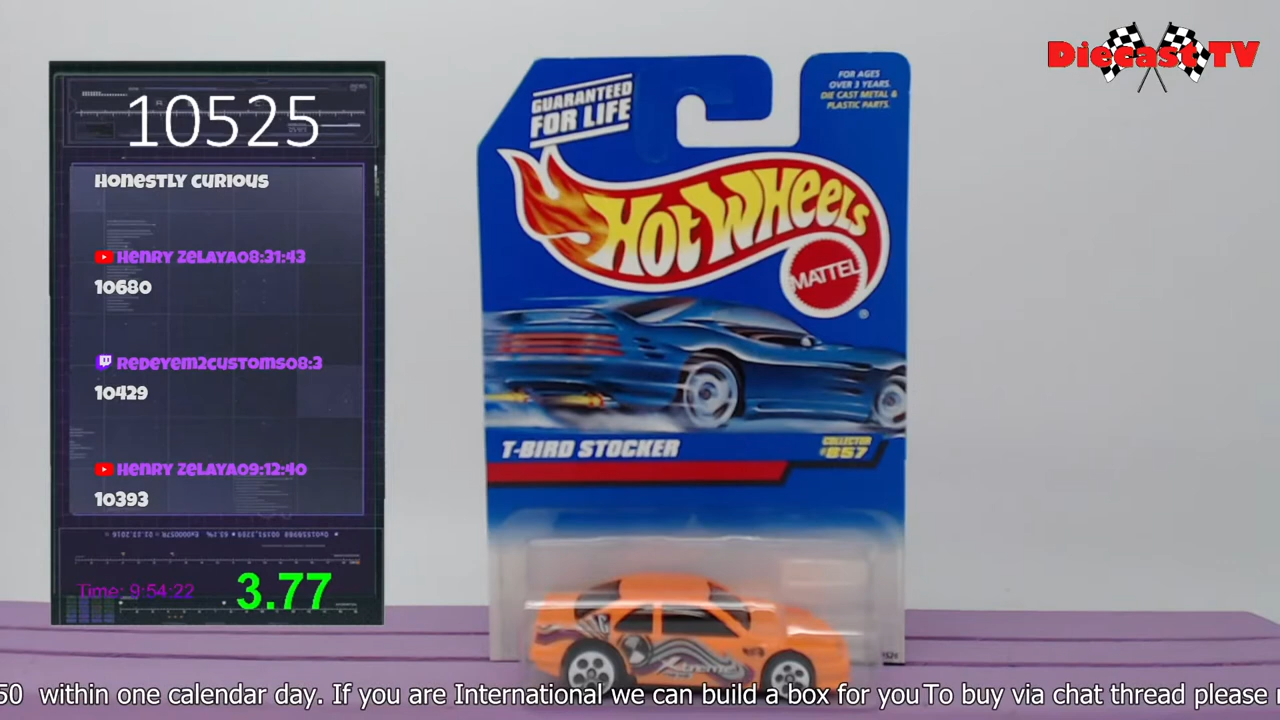 Diecast TV
10525
Honestly Curious
Henry Zelaya08:31:43
10680
RedEyeM2Customs08:3
10429
Henry Zelaya09:12:40
10393
Time: 9:54:22
3.77
GUARANTEED
FOR LIFE
FOR AGES
OVER 3 YEARS.
DIE CAST METAL &
PLASTIC PARTS.
Hot Wheels
MATTEL
®
T-BIRD STOCKER
COLLECTOR
#857
X-treme
50 within one calendar day. If you are International we can build a box for you To buy via chat thread please